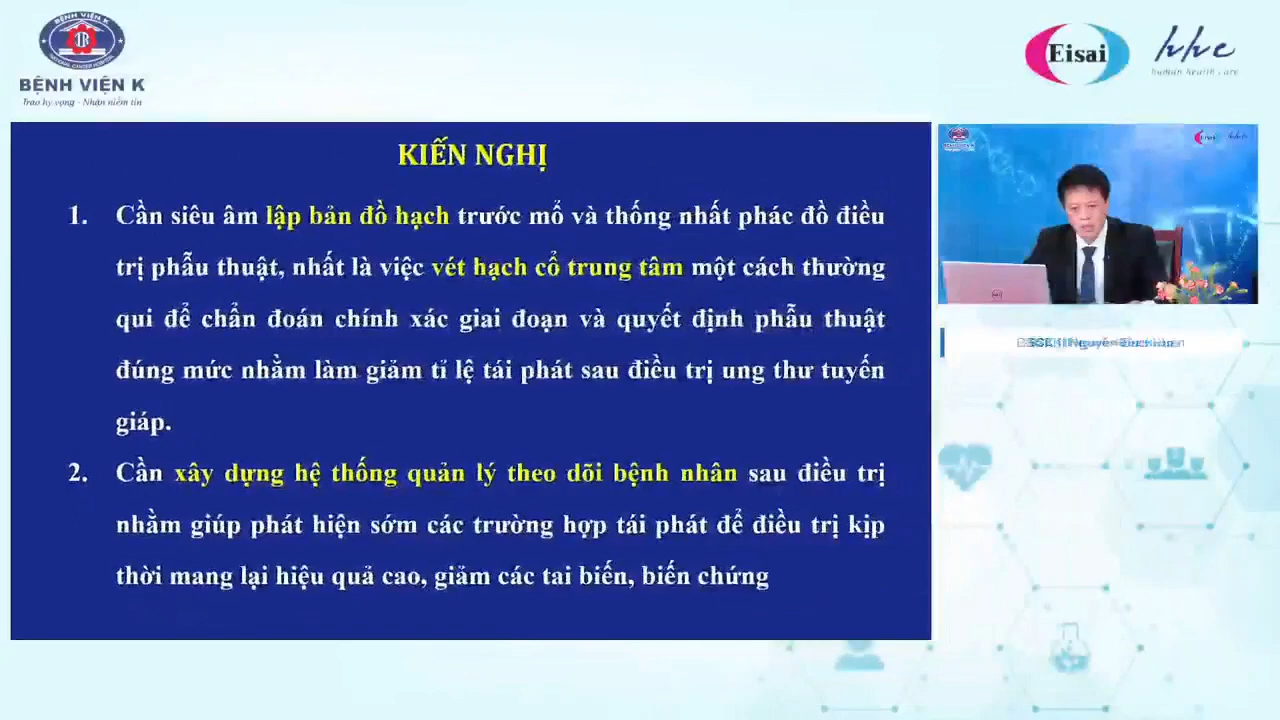 BỆNH VIỆN K
Trao hy vọng - Nhận niềm tin
Eisai
hhc
human health care
KIẾN NGHỊ
1. Cần siêu âm lập bản đồ hạch trước mổ và thống nhất phác đồ điều
trị phẫu thuật, nhất là việc vét hạch cổ trung tâm một cách thường
qui để chẩn đoán chính xác giai đoạn và quyết định phẫu thuật
đúng mức nhằm làm giảm tỉ lệ tái phát sau điều trị ung thư tuyến
giáp.
2. Cần xây dựng hệ thống quản lý theo dõi bệnh nhân sau điều trị
nhằm giúp phát hiện sớm các trường hợp tái phát để điều trị kịp
thời mang lại hiệu quả cao, giảm các tai biến, biến chứng